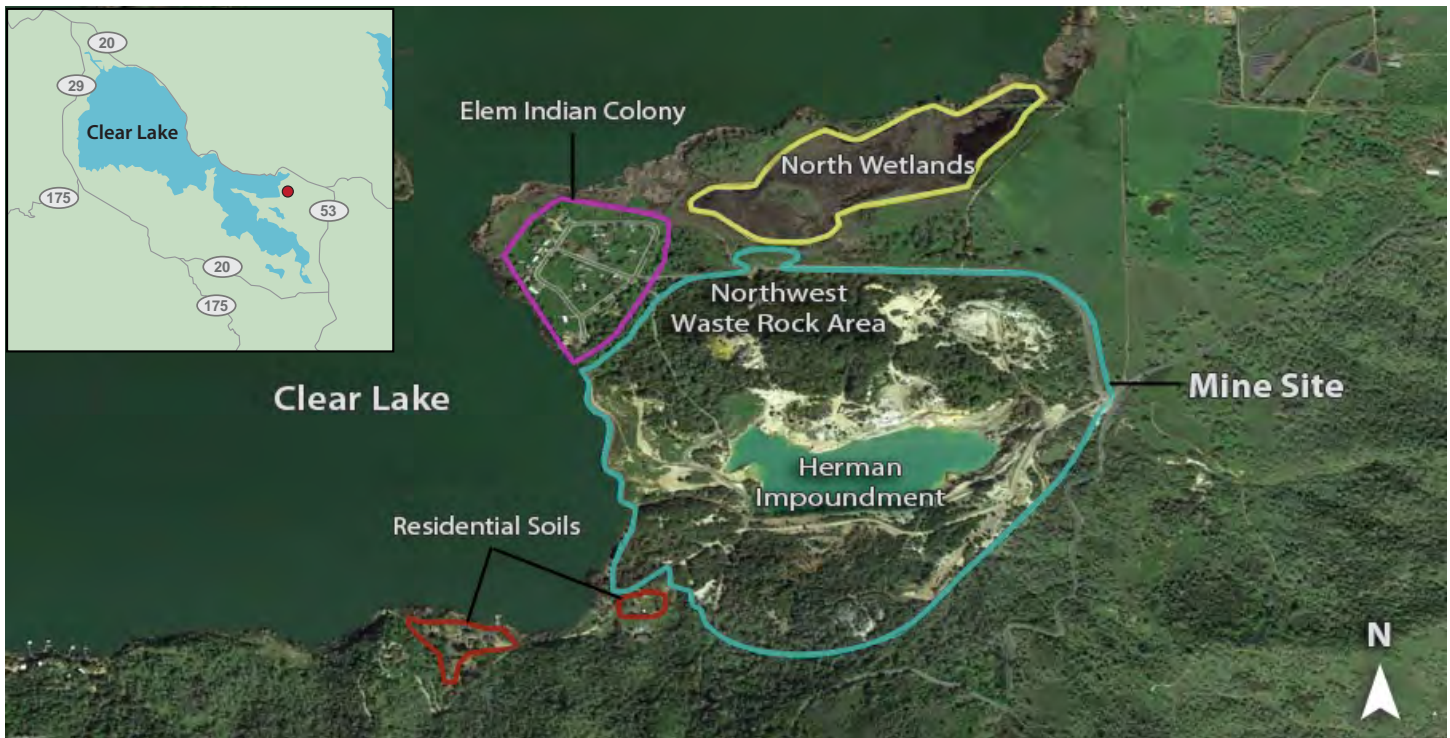 20
29
Clear Lake
175
53
20
175
Elem Indian Colony
North Wetlands
Northwest
Waste Rock Area
Mine Site
Clear Lake
Herman
Impoundment
Residential Soils
N